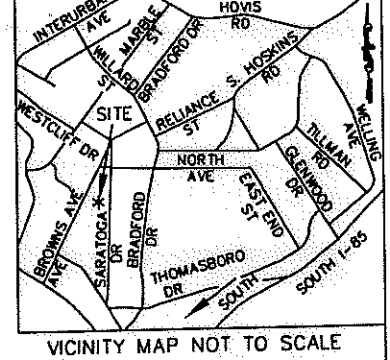 INTERURBAN AVE
HOVIS RD
MARBLE ST
WILLARD ST
BRADFORD DR
S. HOSKINS RD
RELIANCE ST
WELLING AVE
SITE
WESTCLIFF DR
TILLMAN RD
NORTH AVE
GLENWOOD DR
EAST END ST
BROWNS AVE
SARATOGA DR
BRADFORD DR
THOMASBORO DR
SOUTH
SOUTH I-85
VICINITY MAP NOT TO SCALE